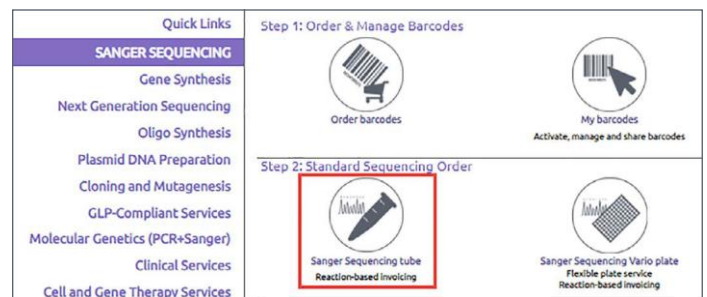 Quick Links
SANGER SEQUENCING
Gene Synthesis
Next Generation Sequencing
Oligo Synthesis
Plasmid DNA Preparation
Cloning and Mutagenesis
GLP-Compliant Services
Molecular Genetics (PCR+Sanger)
Clinical Services
Cell and Gene Therapy Services
Step 1: Order & Manage Barcodes
Order barcodes
My barcodes
Activate, manage and share barcodes
Step 2: Standard Sequencing Order
Sanger Sequencing tube
Reaction-based invoicing
Sanger Sequencing Vario plate
Flexible plate service
Reaction-based invoicing